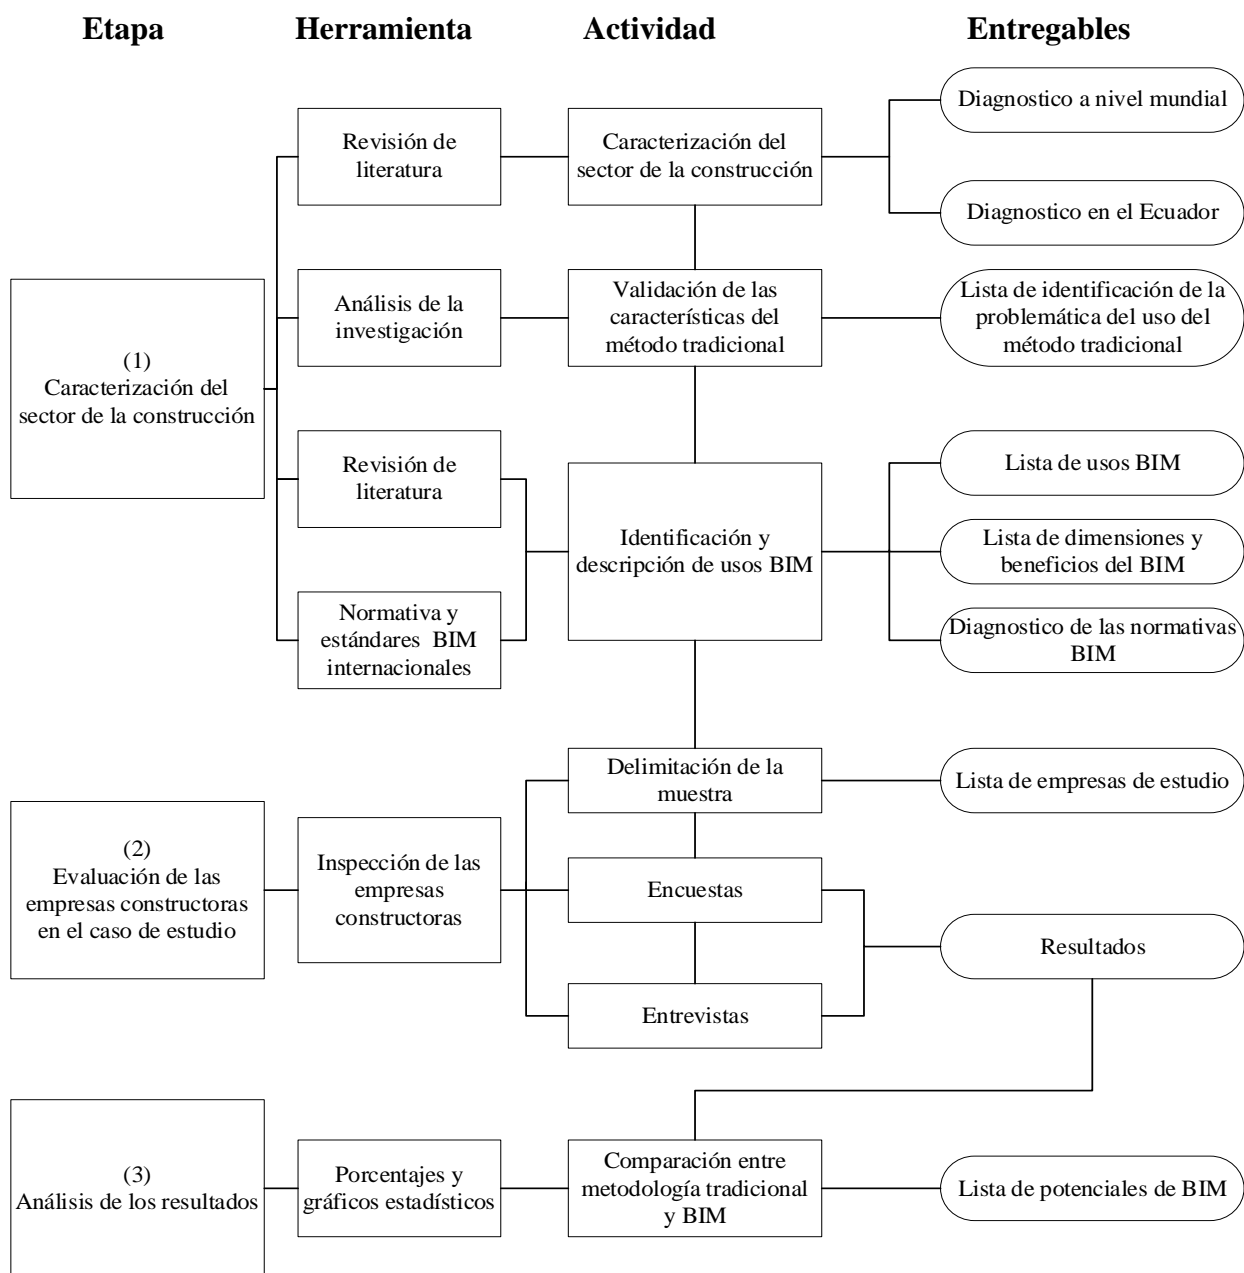 Etapa
Herramienta
Actividad
Entregables
Revisión de
literatura
Caracterización del
sector de la construcción
Diagnostico a nivel mundial
Diagnostico en el Ecuador
(1)
Caracterización del
sector de la construcción
Análisis de la
investigación
Validación de las
características del
método tradicional
Lista de identificación de la
problemática del uso del
método tradicional
Revisión de
literatura
Normativa y
estándares BIM
internacionales
Identificación y
descripción de usos BIM
Lista de usos BIM
Lista de dimensiones y
beneficios del BIM
Diagnostico de las normativas
BIM
(2)
Evaluación de las
empresas constructoras
en el caso de estudio
Inspección de las
empresas
constructoras
Delimitación de la
muestra
Lista de empresas de estudio
Encuestas
Entrevistas
Resultados
(3)
Análisis de los resultados
Porcentajes y
gráficos estadísticos
Comparación entre
metodología tradicional
y BIM
Lista de potenciales de BIM